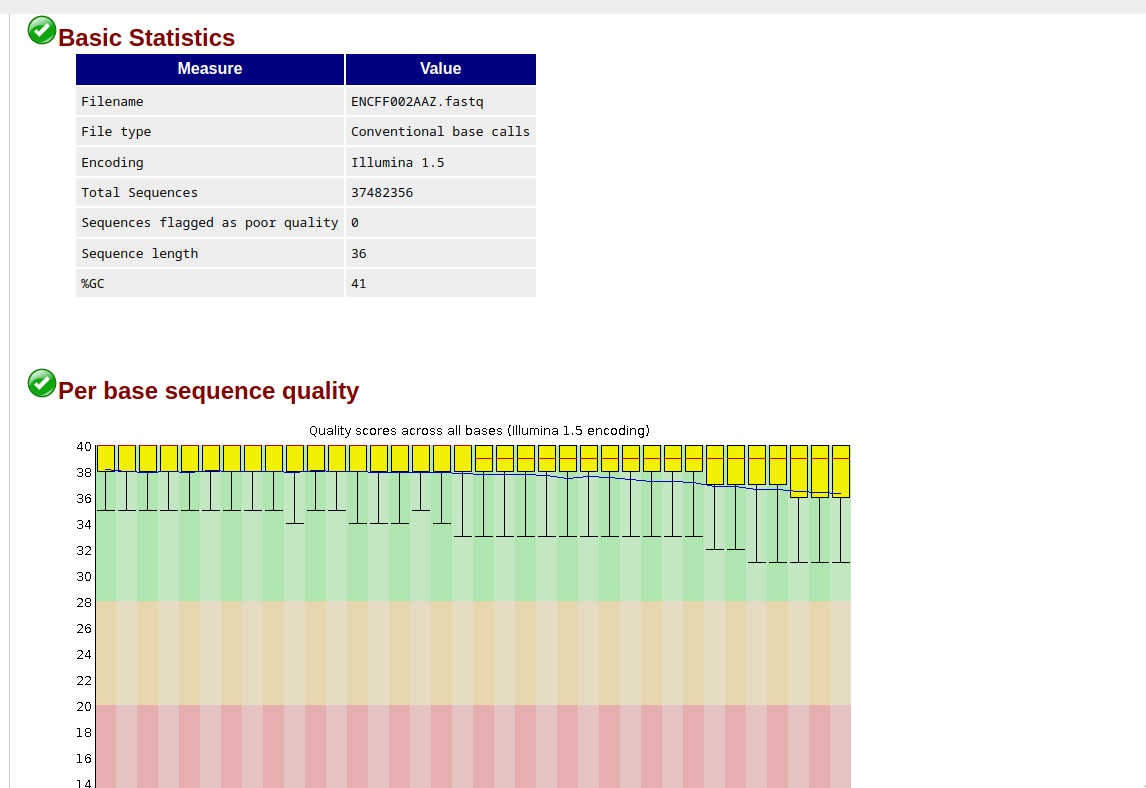 Basic Statistics
Measure Value
Filename ENCFF002AAZ.fastq
File type Conventional base calls
Encoding Illumina 1.5
Total Sequences 37482356
Sequences flagged as poor quality 0
Sequence length 36
%GC 41
Per base sequence quality
Quality scores across all bases (Illumina 1.5 encoding)
40
38
36
34
32
30
28
26
24
22
20
18
16
14